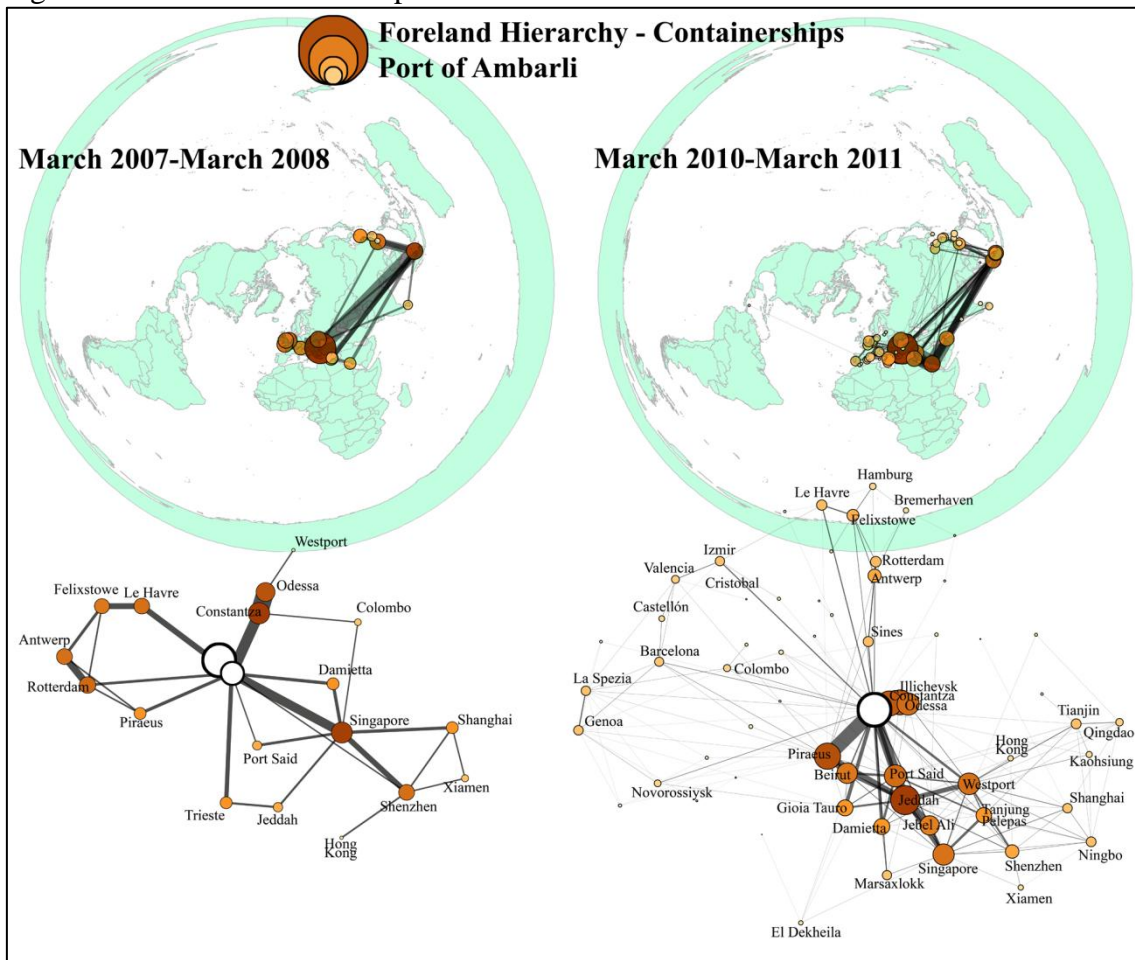 Foreland Hierarchy - Containerships
Port of Ambarli
March 2007-March 2008
March 2010-March 2011
Westport
Odessa
Felixstowe
Le Havre
Constantza
Colombo
Antwerp
Damietta
Rotterdam
Piraeus
Singapore
Shanghai
Port Said
Xiamen
Shenzhen
Trieste
Jeddah
Hong
Kong
Hamburg
Le Havre
Bremerhaven
Felixstowe
Izmir
Rotterdam
Valencia
Cristobal
Antwerp
Castellón
Sines
Barcelona
Colombo
La Spezia
Illichevsk
Constantza
Odessa
Genoa
Tianjin
Qingdao
Hong
Kong
Piraeus
Kaohsiung
Beirut
Port Said
Westport
Novorossiysk
Jeddah
Gioia Tauro
Tanjung
Pelepas
Shanghai
Damietta
Jebel Ali
Ningbo
Singapore
Shenzhen
Marsaxlokk
Xiamen
El Dekheila